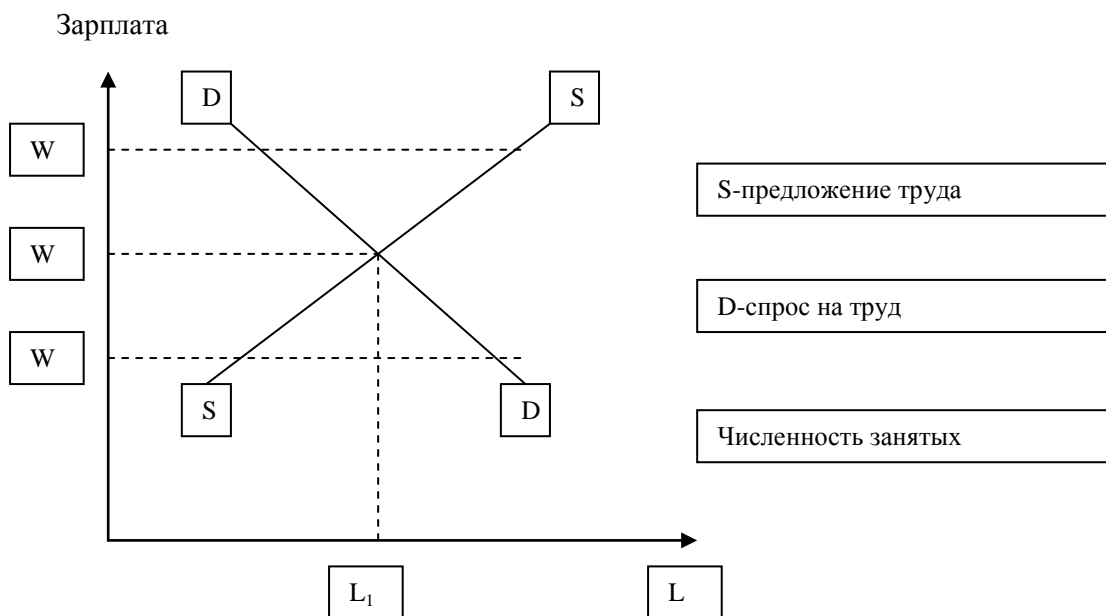 Зарплата
D
S
W
S-предложение труда
W
D-спрос на труд
W
S
D
Численность занятых
L₁
L